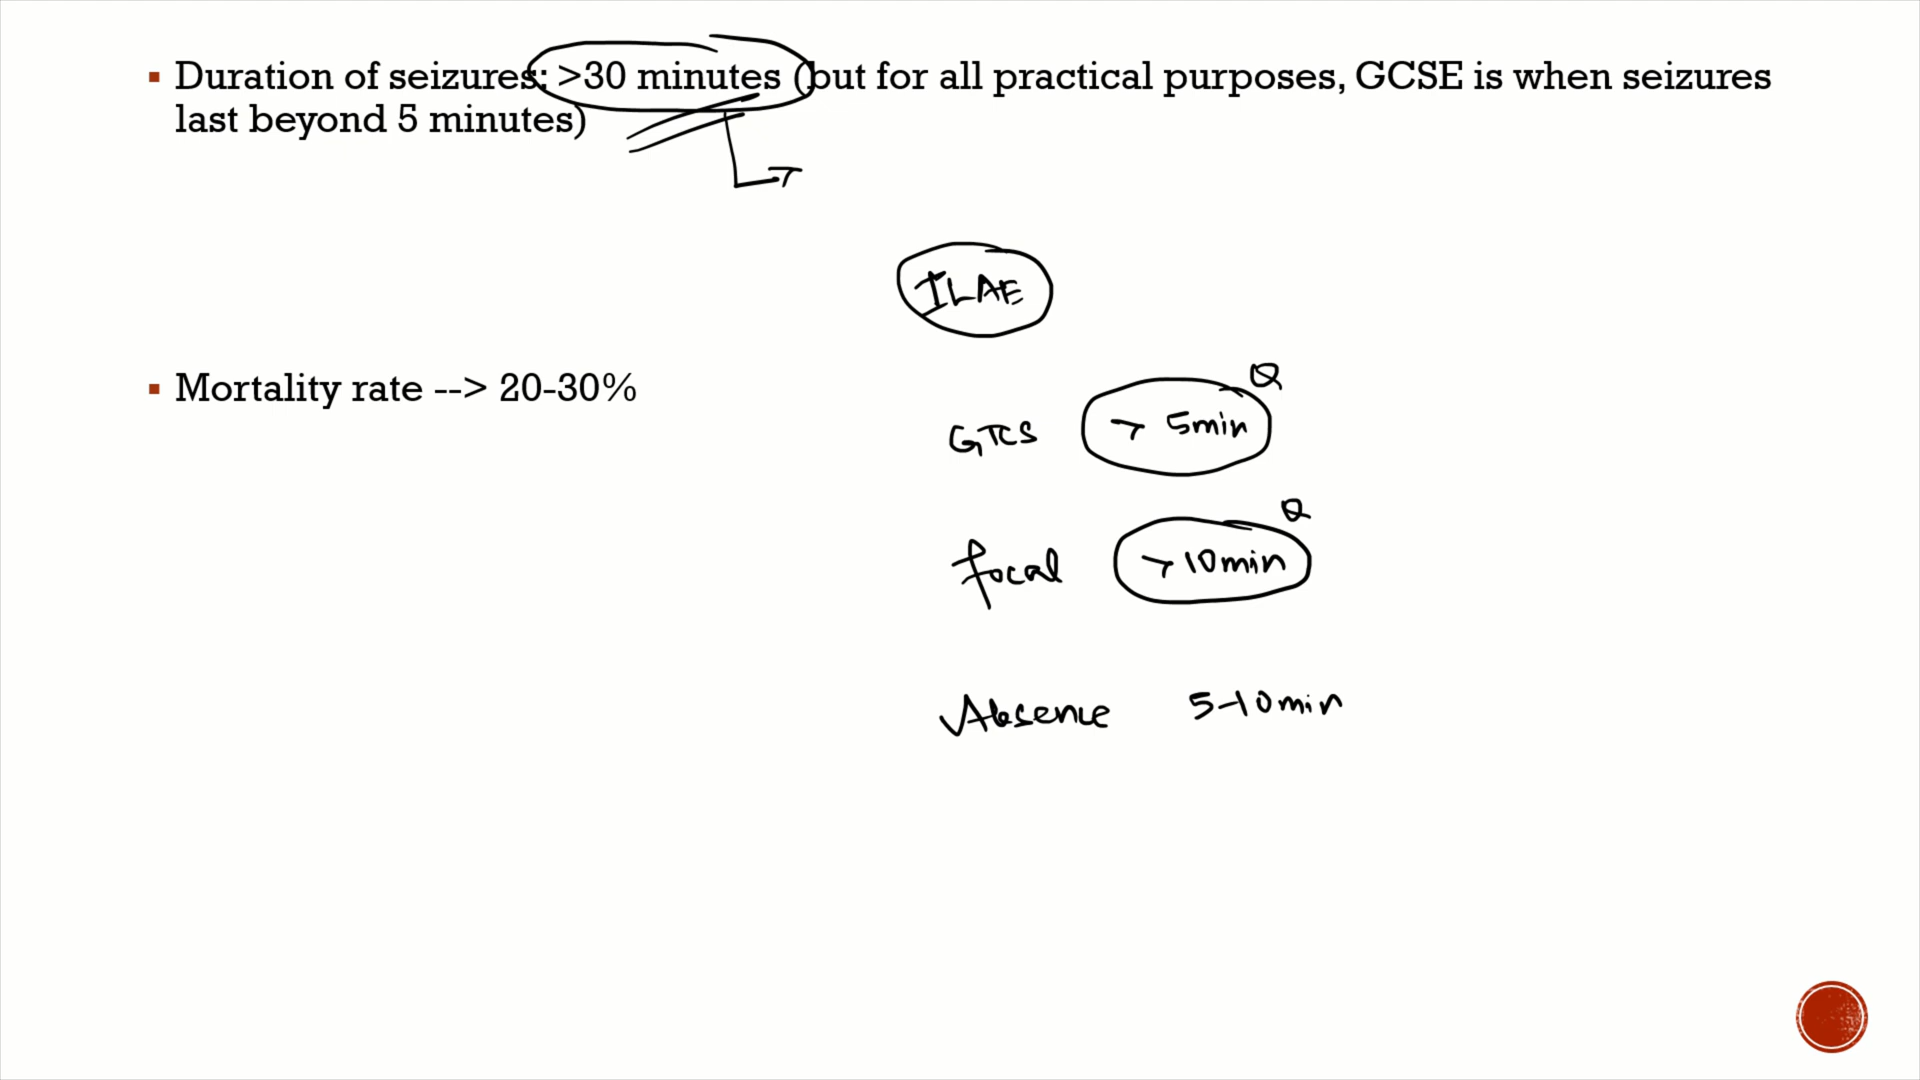 ▪ Duration of seizures: >30 minutes (but for all practical purposes, GCSE is when seizures
last beyond 5 minutes)
ILAE
▪ Mortality rate --> 20-30%
Q
GTCS > 5min
Q
focal > 10min
Absence 5-10min